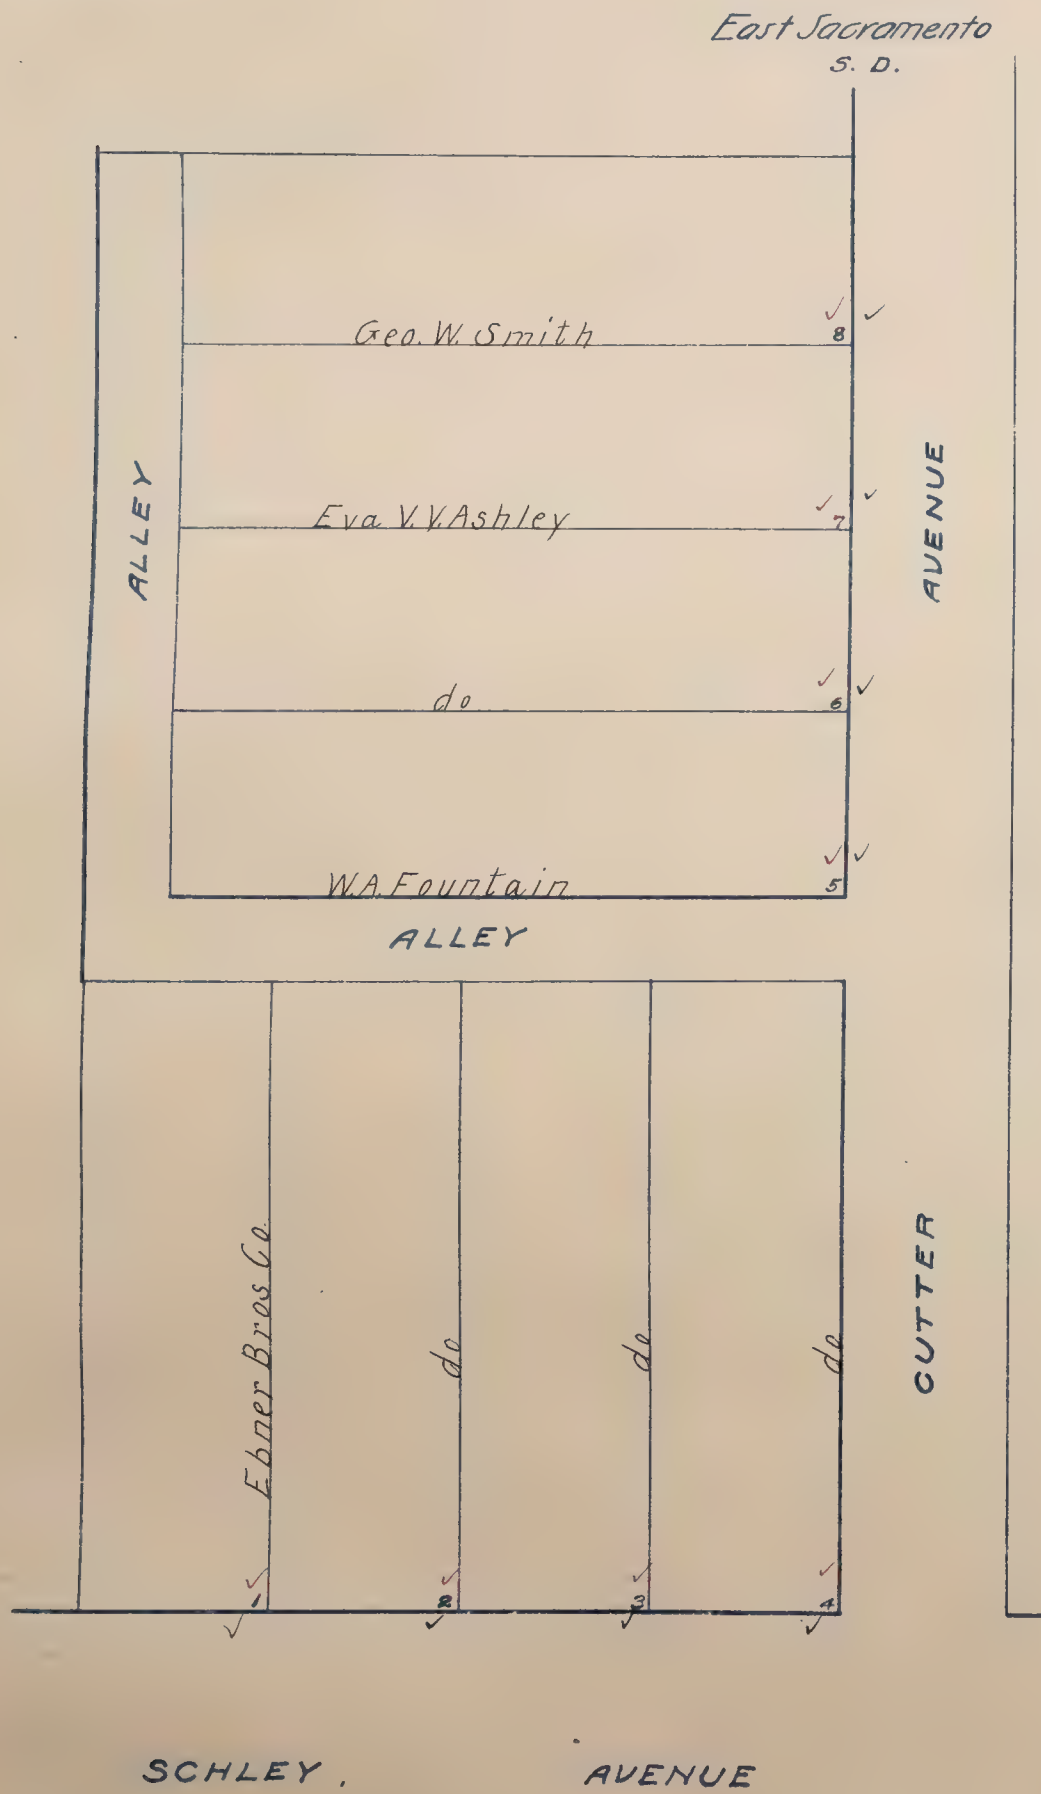 East Sacramento
S. D.
Geo. W. Smith
8
ALLEY
AVENUE
Eva V. V. Ashley
7
do
6
W. A. Fountain
5
ALLEY
CUTTER
Ebner Bros Co.
do
do
do
1
2
3
4
SCHLEY. AVENUE